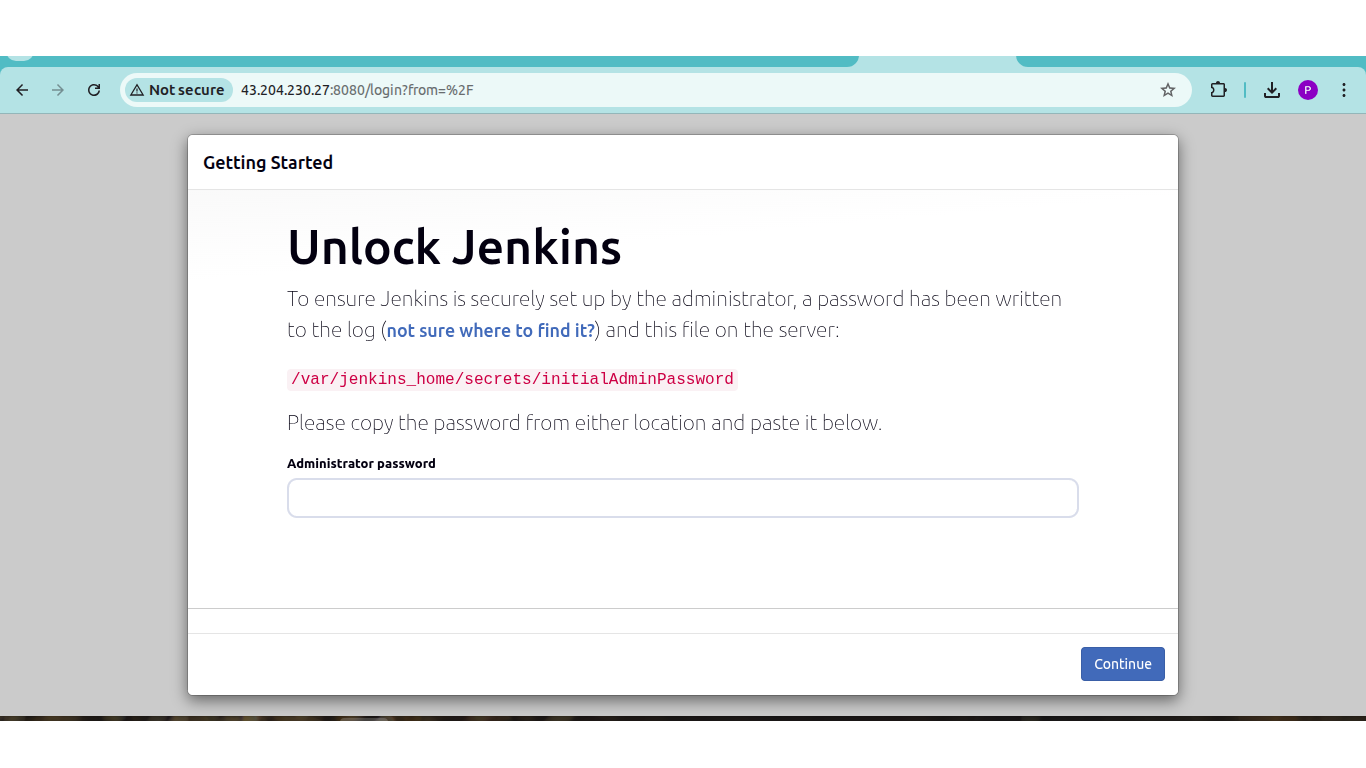 Not secure 43.204.230.27:8080/login?from=%2F
P
Getting Started
Unlock Jenkins
To ensure Jenkins is securely set up by the administrator, a password has been written
to the log (not sure where to find it?) and this file on the server:
/var/jenkins_home/secrets/initialAdminPassword
Please copy the password from either location and paste it below.
Administrator password
Continue